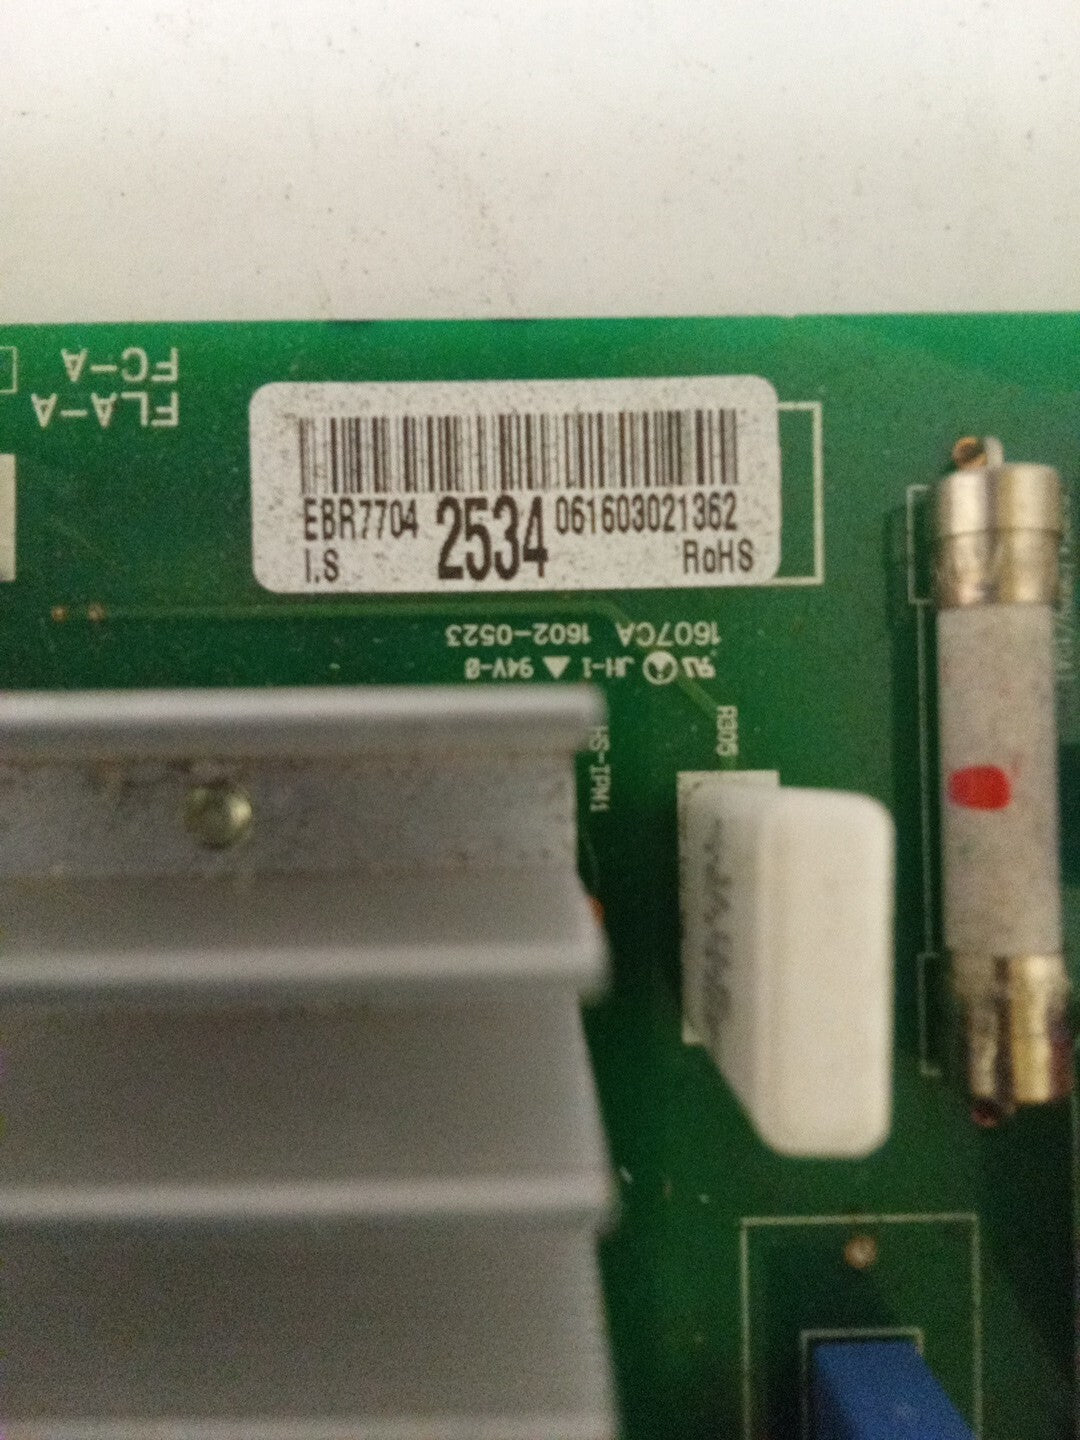 FC-A
FLA-A
EBR7704 2534 061603021362
I.S RoHS
1607CA 1602-0523
JH-1 ▲ 94V-0
R305
HS-IPM1